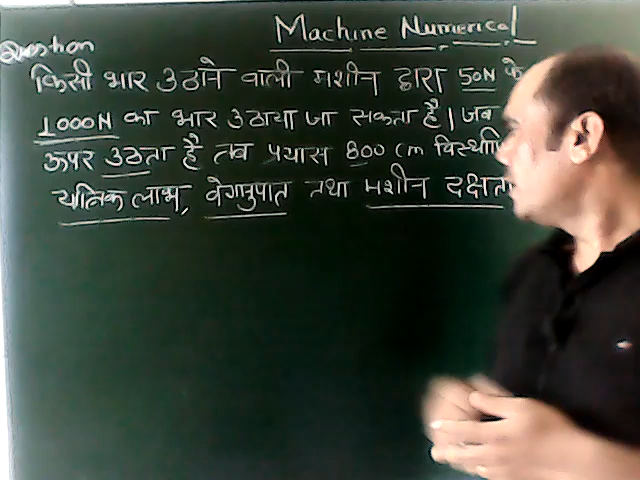 Machine Numerical
Question
किसी भार उठाने वाली मशीन द्वारा 50N के
1000N का भार उठाया जा सकता है। जब
ऊपर उठता है तब प्रयास 800 cm
यान्त्रिक लाभ, वेगानुपात तथा मशीन दक्षता